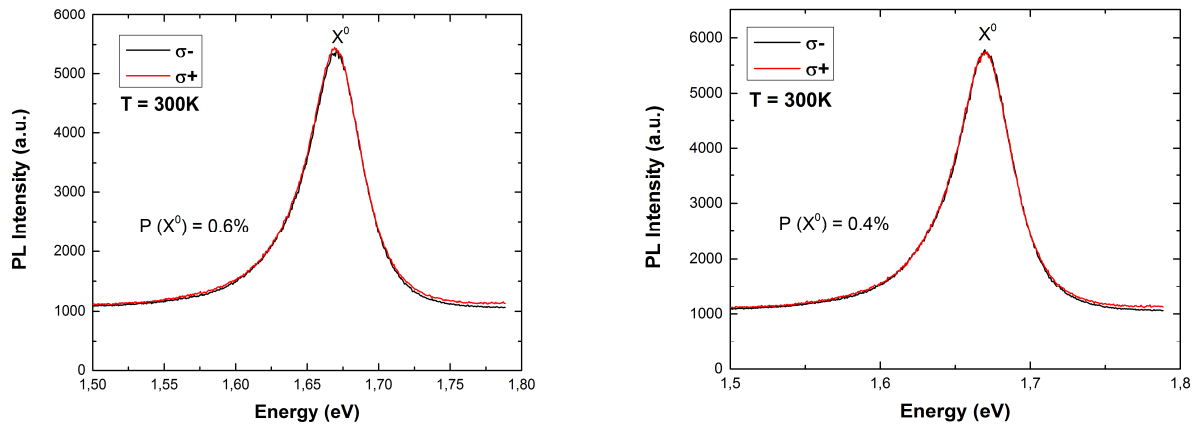 6000
5000
4000
3000
2000
1000
0
PL Intensity (a.u.)
σ-
σ+
T = 300K
X⁰
P (X⁰) = 0.6%
1,50
1,55
1,60
1,65
1,70
1,75
1,80
Energy (eV)
6000
5000
4000
3000
2000
1000
0
PL Intensity (a.u.)
σ-
σ+
T = 300K
X⁰
P (X⁰) = 0.4%
1,5
1,6
1,7
1,8
Energy (eV)